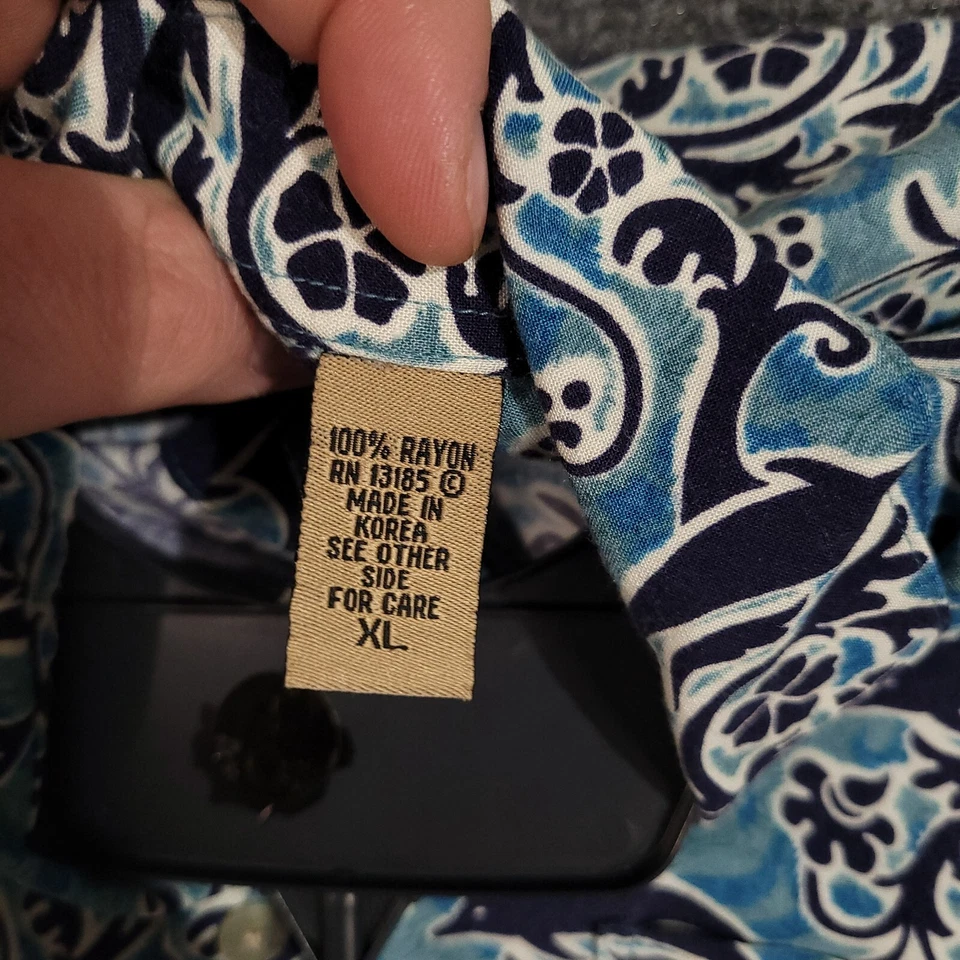 100% RAYON
RN 13185 ©
MADE IN
KOREA
SEE OTHER
SIDE
FOR CARE
XL